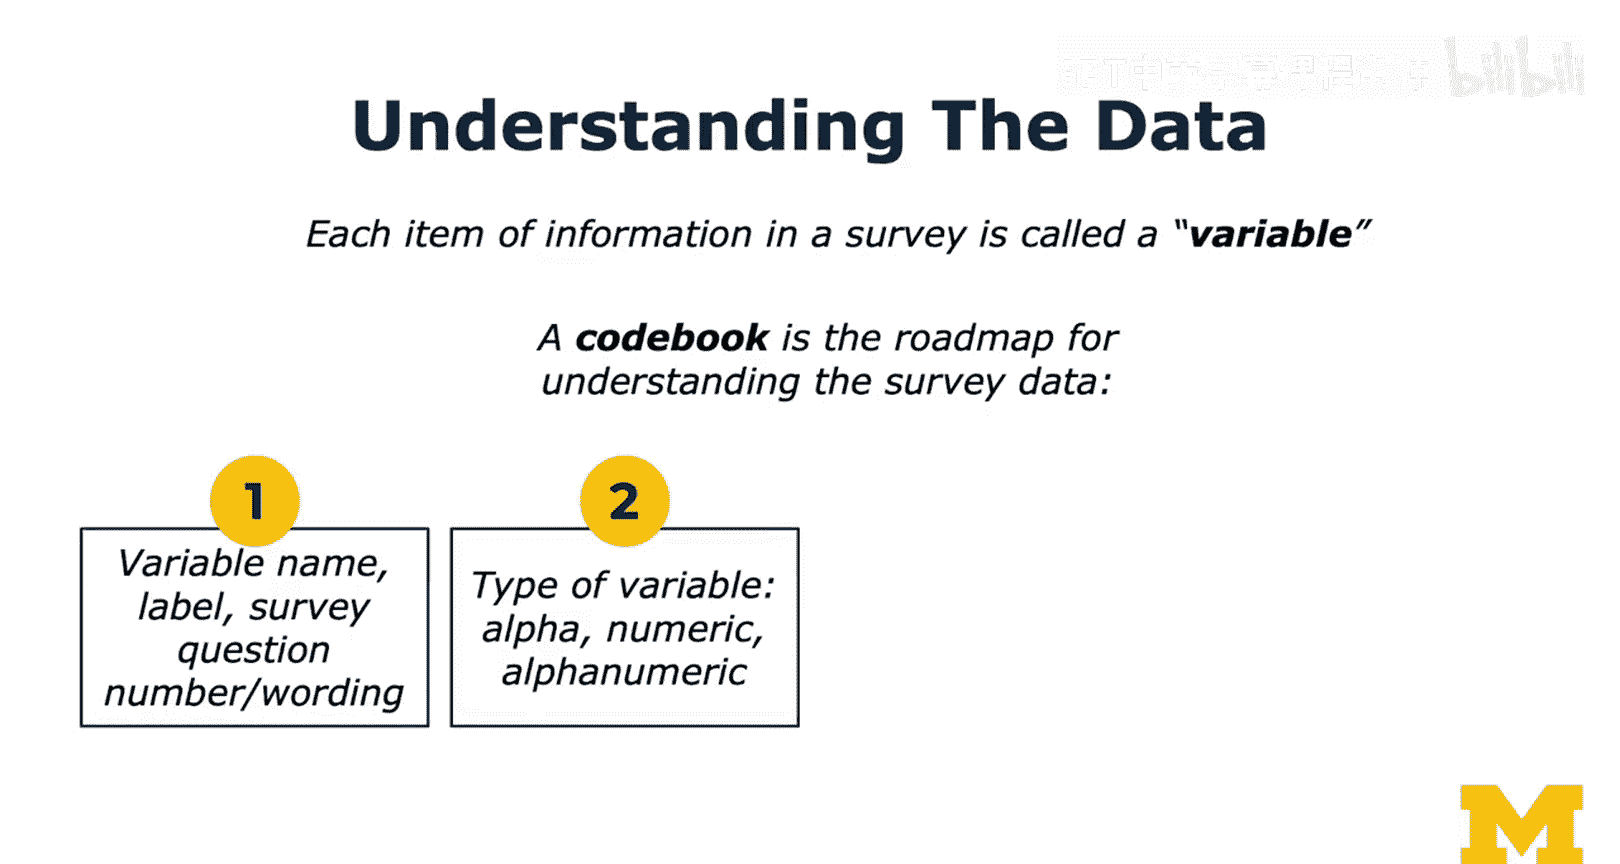 bilibili
Understanding The Data
Each item of information in a survey is called a “variable”
A codebook is the roadmap for
understanding the survey data:
1
Variable name,
label, survey
question
number/wording
2
Type of variable:
alpha, numeric,
alphanumeric
M